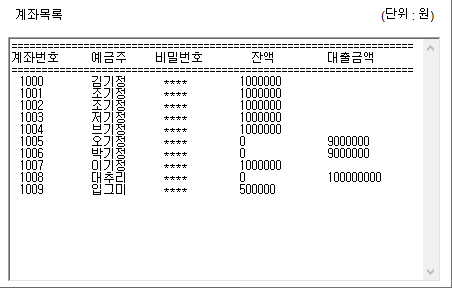 계좌목록 (단위 : 원)
==================================================
계좌번호 예금주 비밀번호 잔액 대출금액
==================================================
1000 김기정 **** 1000000
1001 조기정 **** 1000000
1002 조기정 **** 1000000
1003 저기정 **** 1000000
1004 브기정 **** 1000000
1005 오기정 **** 0 9000000
1006 박기정 **** 0 9000000
1007 이기정 **** 1000000
1008 대추리 **** 0 100000000
1009 입그미 **** 500000